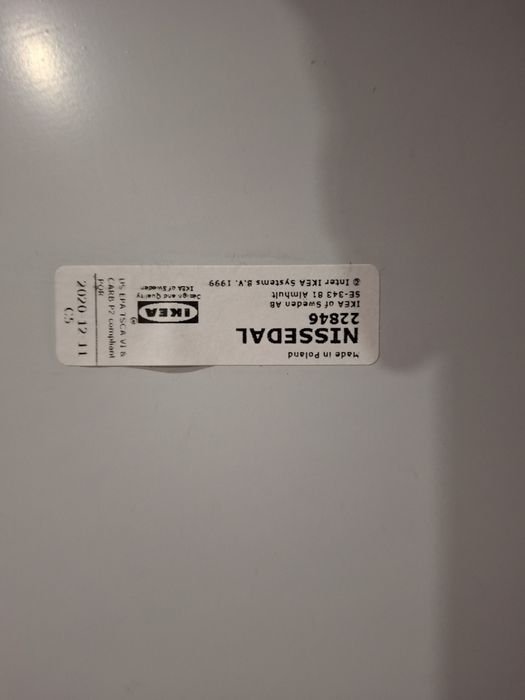 Made in Poland
NISSEDAL
22846
IKEA of Sweden AB
SE-343 81 Älmhult
© Inter IKEA Systems B.V. 1999
IKEA
®
Design and Quality
IKEA of Sweden
US EPA TSCA VI &
CARB P2 compliant
POR
2020 12 11
C5